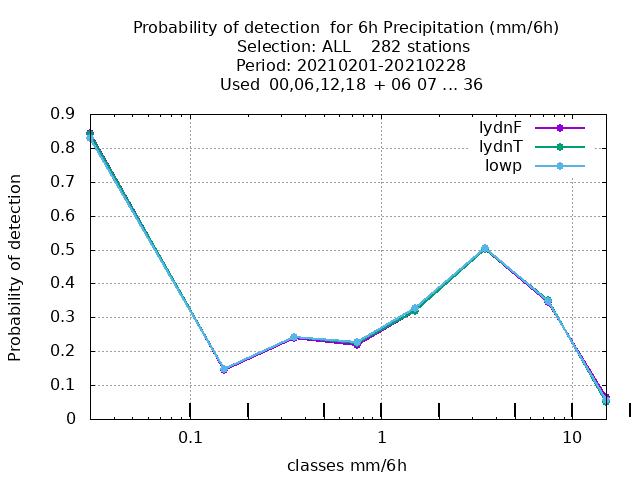 Probability of detection  for 6h Precipitation (mm/6h)
Selection: ALL    282 stations
Period: 20210201-20210228
Used  00,06,12,18  + 06 07 ... 36
lydnF
lydnT
lowp
0.9
0.8
0.7
0.6
0.5
0.4
0.3
0.2
0.1
0
Probability of detection
0.1
1
10
classes mm/6h